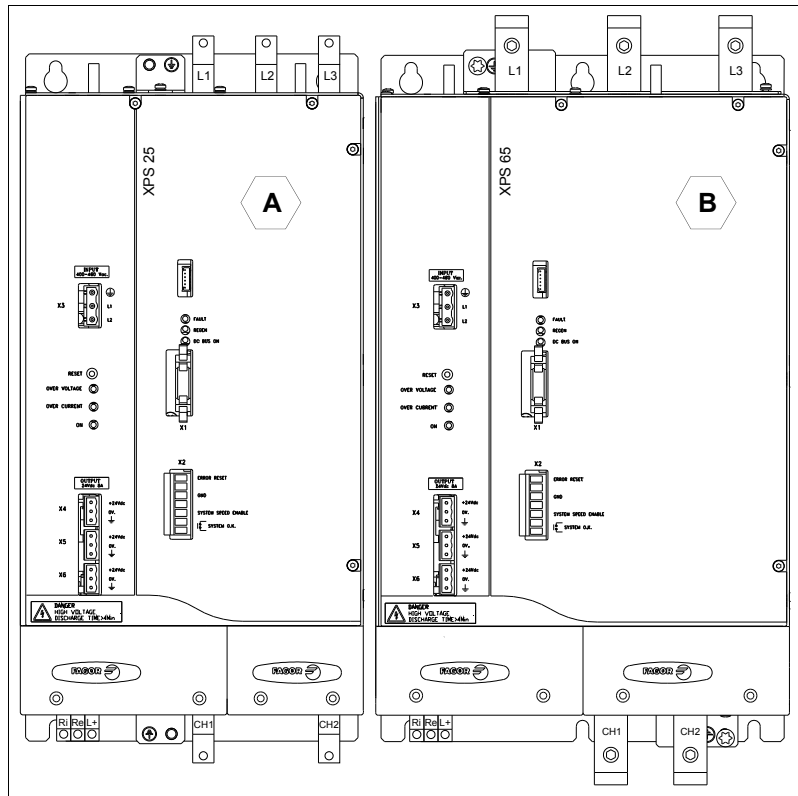 L1 L2 L3
XPS 25
A
INPUT
400-460 Vac.
X3
L1
L2
FAULT
REGEN
DC BUS ON
RESET
OVER VOLTAGE
OVER CURRENT
ON
X1
X2
ERROR RESET
GND
SYSTEM SPEED ENABLE
SYSTEM O.K.
OUTPUT
24Vdc 8A
X4
+24Vdc
0V.
X5
+24Vdc
0V.
X6
+24Vdc
0V.
DANGER
HIGH VOLTAGE
DISCHARGE TIME>4Min
FAGOR
FAGOR
Ri Re L+
CH1
CH2
L1 L2 L3
XPS 65
B
INPUT
400-460 Vac.
X3
L1
L2
FAULT
REGEN
DC BUS ON
RESET
OVER VOLTAGE
OVER CURRENT
ON
X1
X2
ERROR RESET
GND
SYSTEM SPEED ENABLE
SYSTEM O.K.
OUTPUT
24Vdc 8A
X4
+24Vdc
0V.
X5
+24Vdc
0V.
X6
+24Vdc
0V.
DANGER
HIGH VOLTAGE
DISCHARGE TIME>4Min
FAGOR
FAGOR
Ri Re L+
CH1
CH2